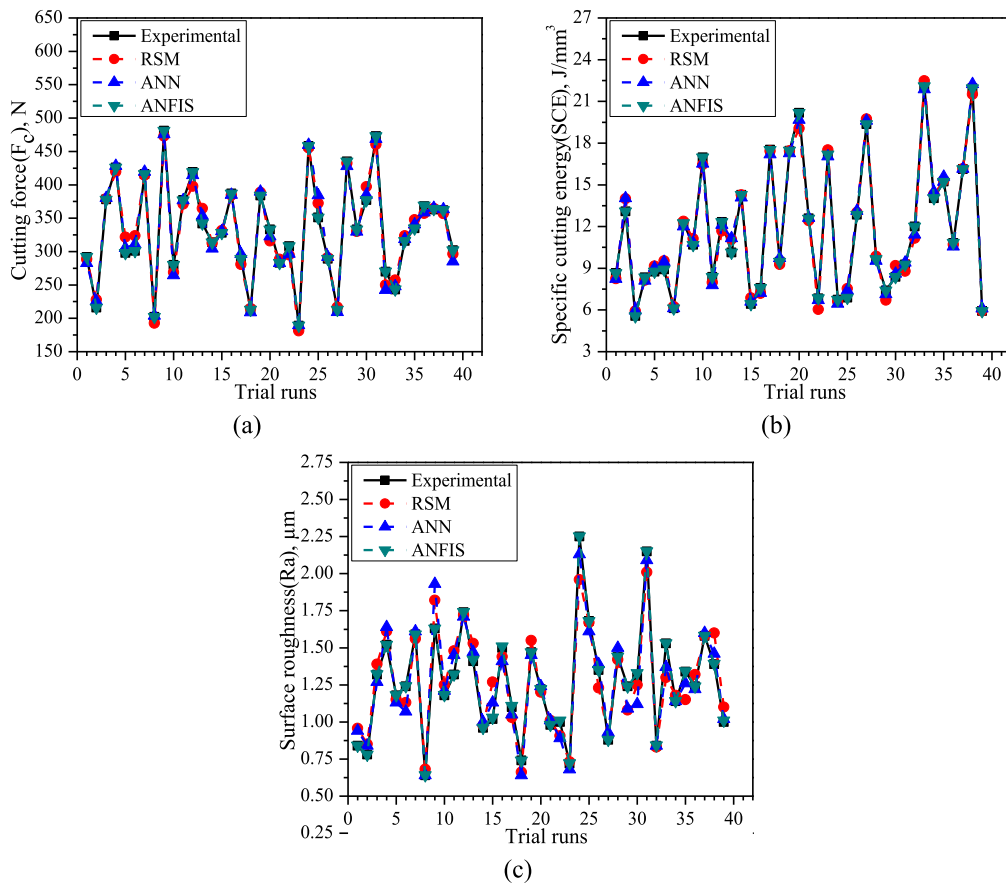 650
600
550
500
450
400
350
300
250
200
150
Cutting force(Fc), N
Experimental
RSM
ANN
ANFIS
0 5 10 15 20 25 30 35 40
Trial runs
(a)
27
24
21
18
15
12
9
6
3
Specific cutting energy(SCE), J/mm³
Experimental
RSM
ANN
ANFIS
0 5 10 15 20 25 30 35 40
Trial runs
(b)
2.75
2.50
2.25
2.00
1.75
1.50
1.25
1.00
0.75
0.50
0.25
Surface roughness(Ra), µm
Experimental
RSM
ANN
ANFIS
0 5 10 15 20 25 30 35 40
Trial runs
(c)